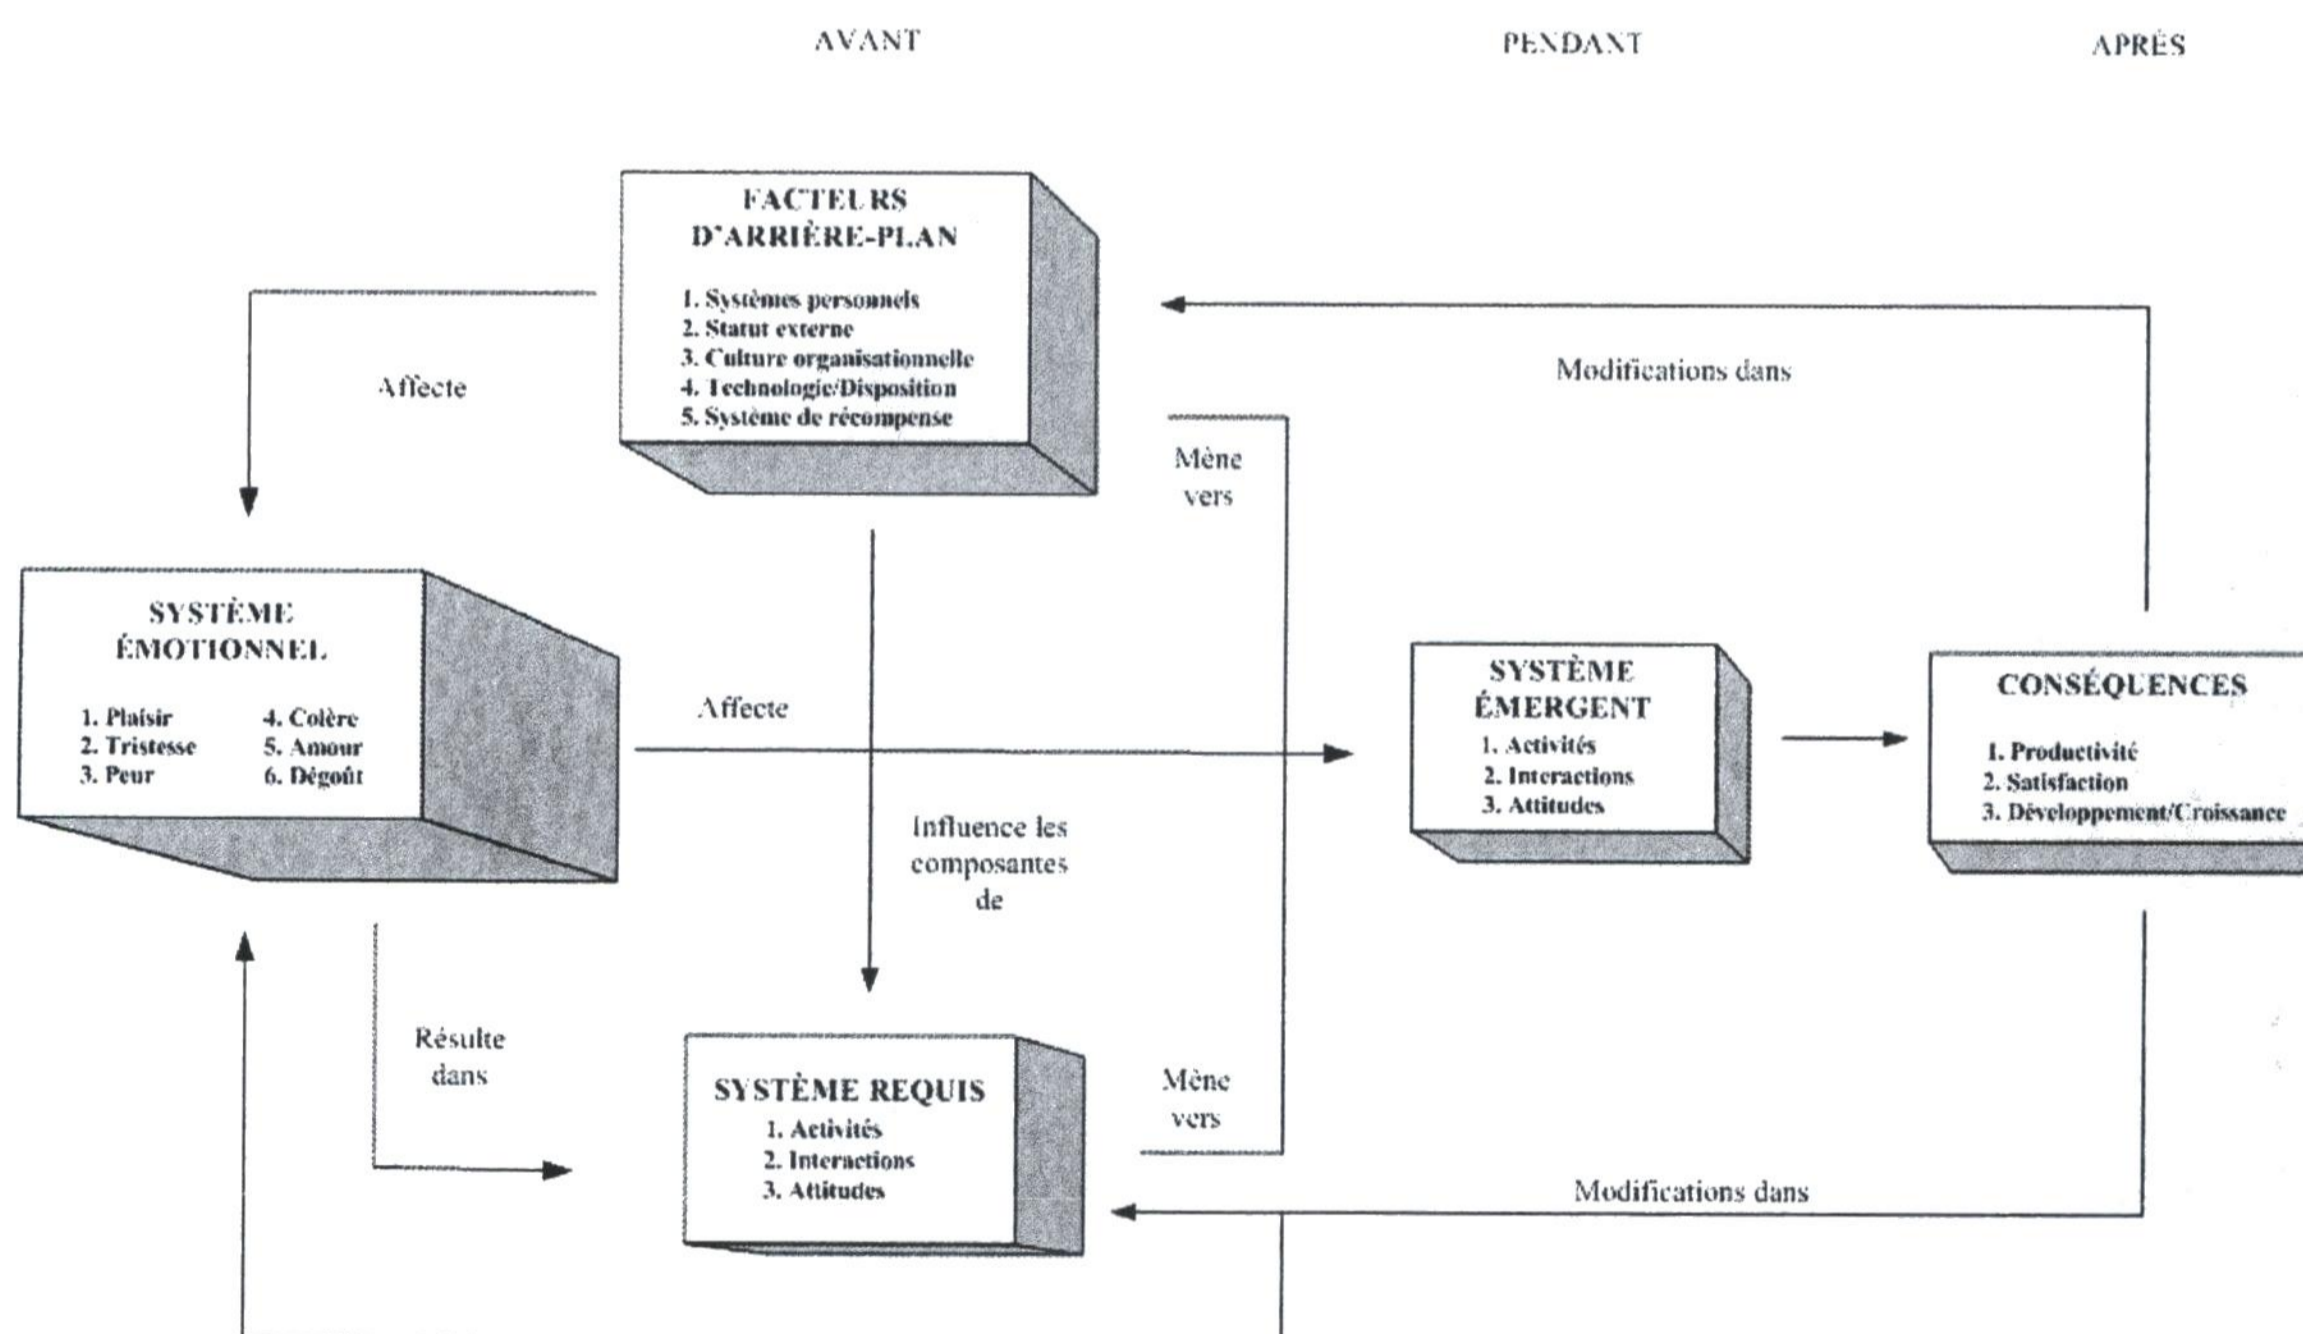 AVANT
PENDANT
APRÈS
FACTEURS
D'ARRIÈRE-PLAN
1. Systèmes personnels
2. Statut externe
3. Culture organisationnelle
4. Technologie/Disposition
5. Système de récompense
Affecte
Modifications dans
Mène
vers
SYSTÈME
ÉMOTIONNEL
1. Plaisir
2. Tristesse
3. Peur
4. Colère
5. Amour
6. Dégoût
Affecte
SYSTÈME
ÉMERGENT
1. Activités
2. Interactions
3. Attitudes
CONSÉQUENCES
1. Productivité
2. Satisfaction
3. Développement/Croissance
Influence les
composantes
de
Résulte
dans
SYSTÈME REQUIS
1. Activités
2. Interactions
3. Attitudes
Mène
vers
Modifications dans